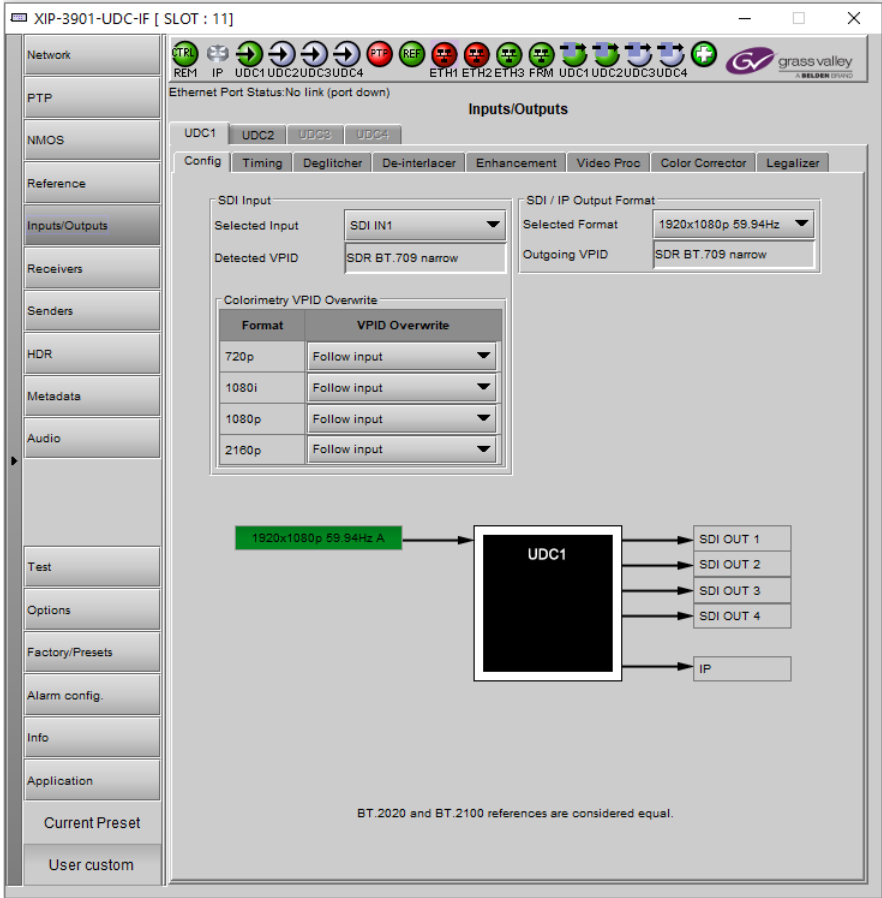 XIP-3901-UDC-IF [ SLOT : 11]
Network
PTP
NMOS
Reference
Inputs/Outputs
Receivers
Senders
HDR
Metadata
Audio
Test
Options
Factory/Presets
Alarm config.
Info
Application
Current Preset
User custom
CTRL PTP REF
REM IP UDC1 UDC2 UDC3 UDC4 ETH1 ETH2 ETH3 FRM UDC1 UDC2 UDC3 UDC4
GV grass valley
A BELDEN BRAND
Ethernet Port Status:No link (port down)
Inputs/Outputs
UDC1 UDC2 UDC3 UDC4
Config Timing Deglitcher De-interlacer Enhancement Video Proc Color Corrector Legalizer
SDI Input
Selected Input SDI IN1
Detected VPID SDR BT.709 narrow
SDI / IP Output Format
Selected Format 1920x1080p 59.94Hz
Outgoing VPID SDR BT.709 narrow
Colorimetry VPID Overwrite
Format VPID Overwrite
720p Follow input
1080i Follow input
1080p Follow input
2160p Follow input
1920x1080p 59.94Hz A
UDC1
SDI OUT 1
SDI OUT 2
SDI OUT 3
SDI OUT 4
IP
BT.2020 and BT.2100 references are considered equal.